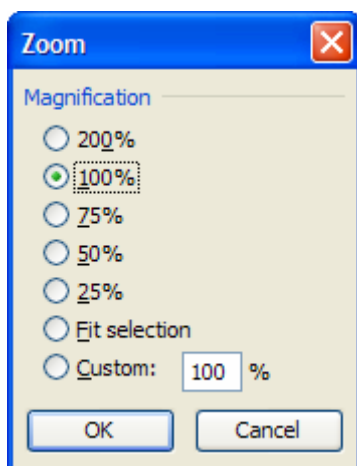 Zoom
Magnification
200%
100%
75%
50%
25%
Fit selection
Custom: 100 %
OK Cancel